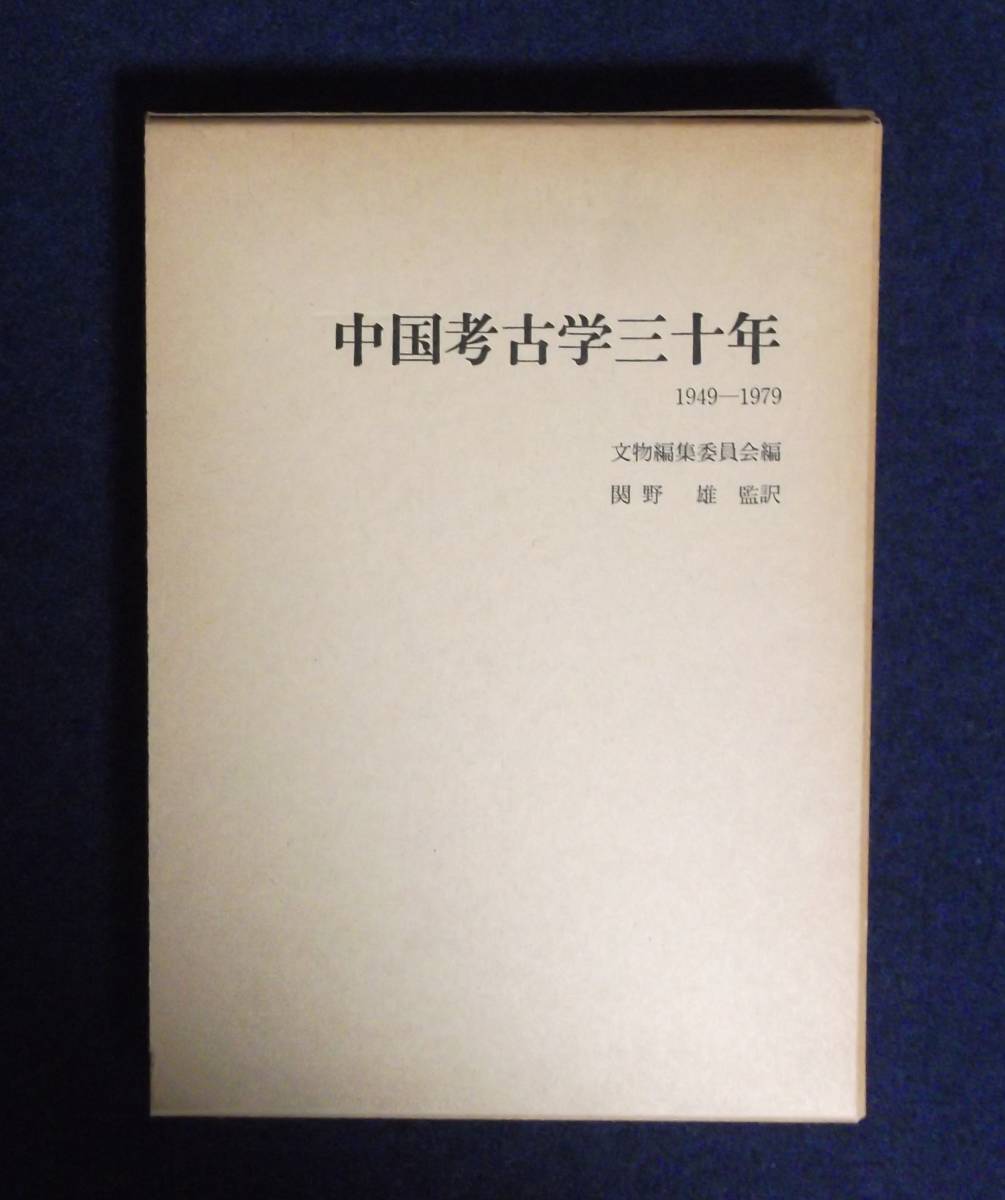 中国考古学三十年
1949—1979
文物編集委員会編
関野 雄 監訳